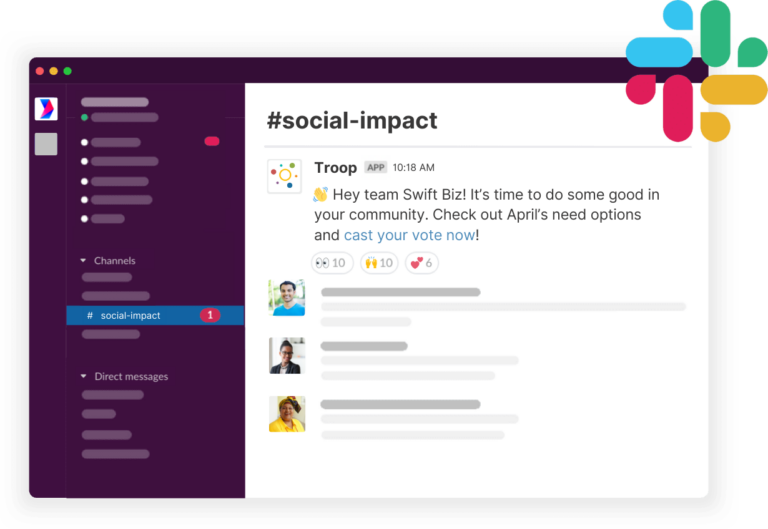 #social-impact
Troop APP 10:18 AM
👋 Hey team Swift Biz! It's time to do some good in
your community. Check out April's need options
and cast your vote now!
👀 10 🙌 10 💕 6
Channels
# social-impact 1
Direct messages